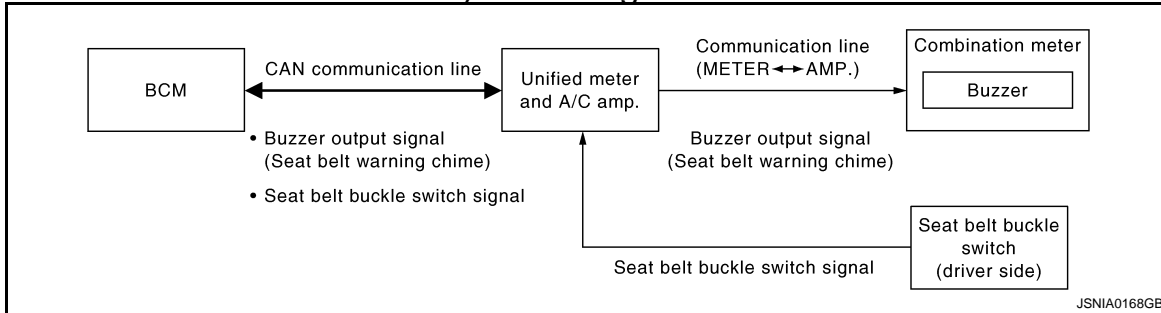 BCM
CAN communication line
• Buzzer output signal
(Seat belt warning chime)
• Seat belt buckle switch signal
Unified meter
and A/C amp.
Communication line
(METER↔AMP.)
Buzzer output signal
(Seat belt warning chime)
Combination meter
Buzzer
Seat belt buckle switch signal
Seat belt buckle
switch
(driver side)
JSNIA0168GB